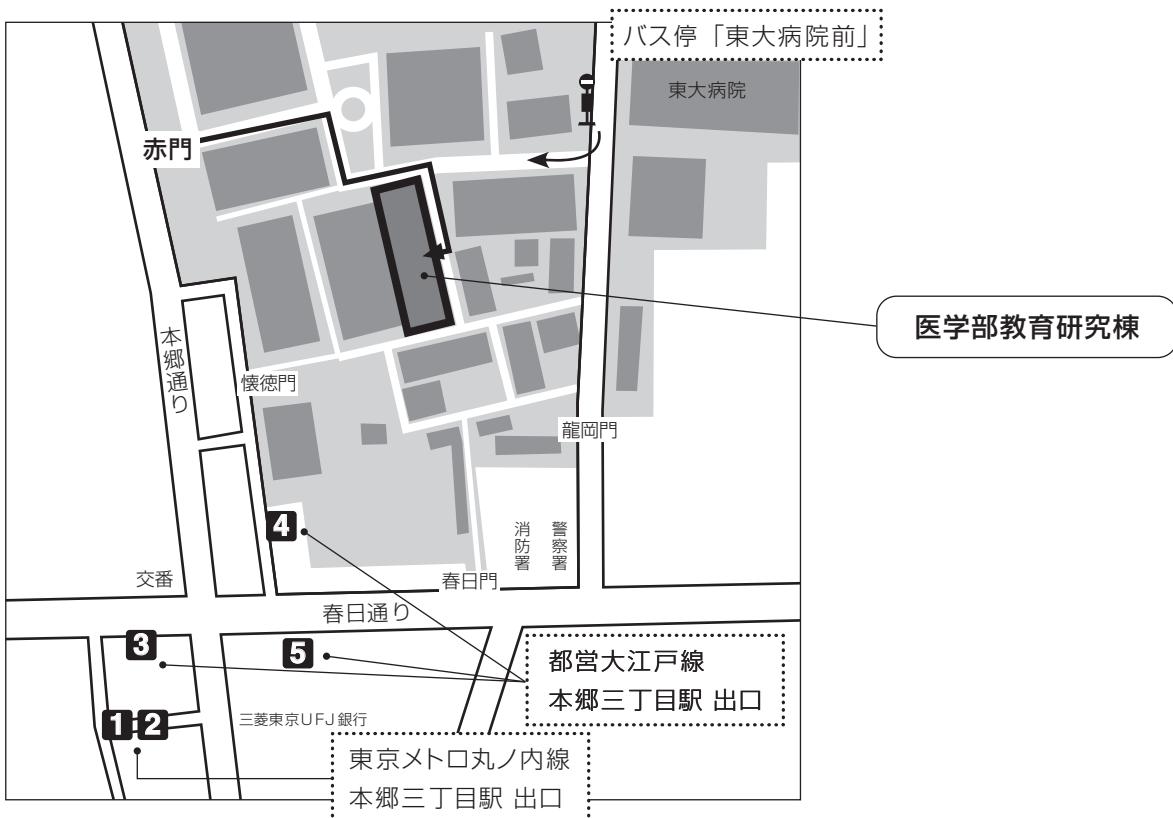 バス停「東大病院前」
東大病院
赤門
医学部教育研究棟
本郷通り
懐徳門
龍岡門
4
消防署
警察署
交番
春日門
春日通り
3
5
都営大江戸線
本郷三丁目駅 出口
1 2
三菱東京UFJ銀行
東京メトロ丸ノ内線
本郷三丁目駅 出口